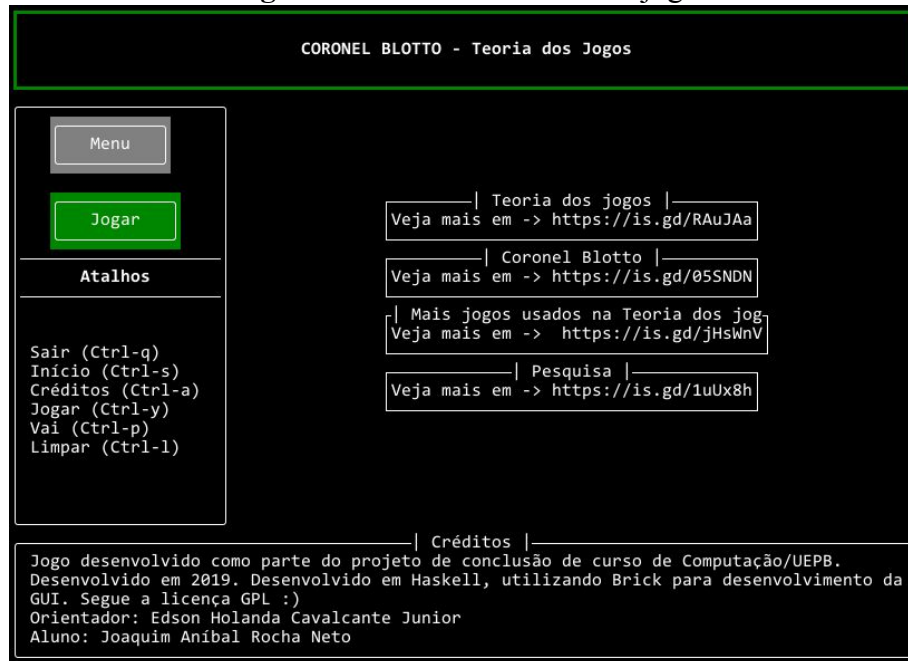 CORONEL BLOTTO - Teoria dos Jogos
Menu
Jogar
Atalhos
Sair (Ctrl-q)
Início (Ctrl-s)
Créditos (Ctrl-a)
Jogar (Ctrl-y)
Vai (Ctrl-p)
Limpar (Ctrl-l)
Teoria dos jogos
Veja mais em -> https://is.gd/RAuJAa
Coronel Blotto
Veja mais em -> https://is.gd/05SNDN
Mais jogos usados na Teoria dos jog
Veja mais em -> https://is.gd/jHsWnV
Pesquisa
Veja mais em -> https://is.gd/1uUx8h
Créditos
Jogo desenvolvido como parte do projeto de conclusão de curso de Computação/UEPB.
Desenvolvido em 2019. Desenvolvido em Haskell, utilizando Brick para desenvolvimento da
GUI. Segue a licença GPL :)
Orientador: Edson Holanda Cavalcante Junior
Aluno: Joaquim Aníbal Rocha Neto